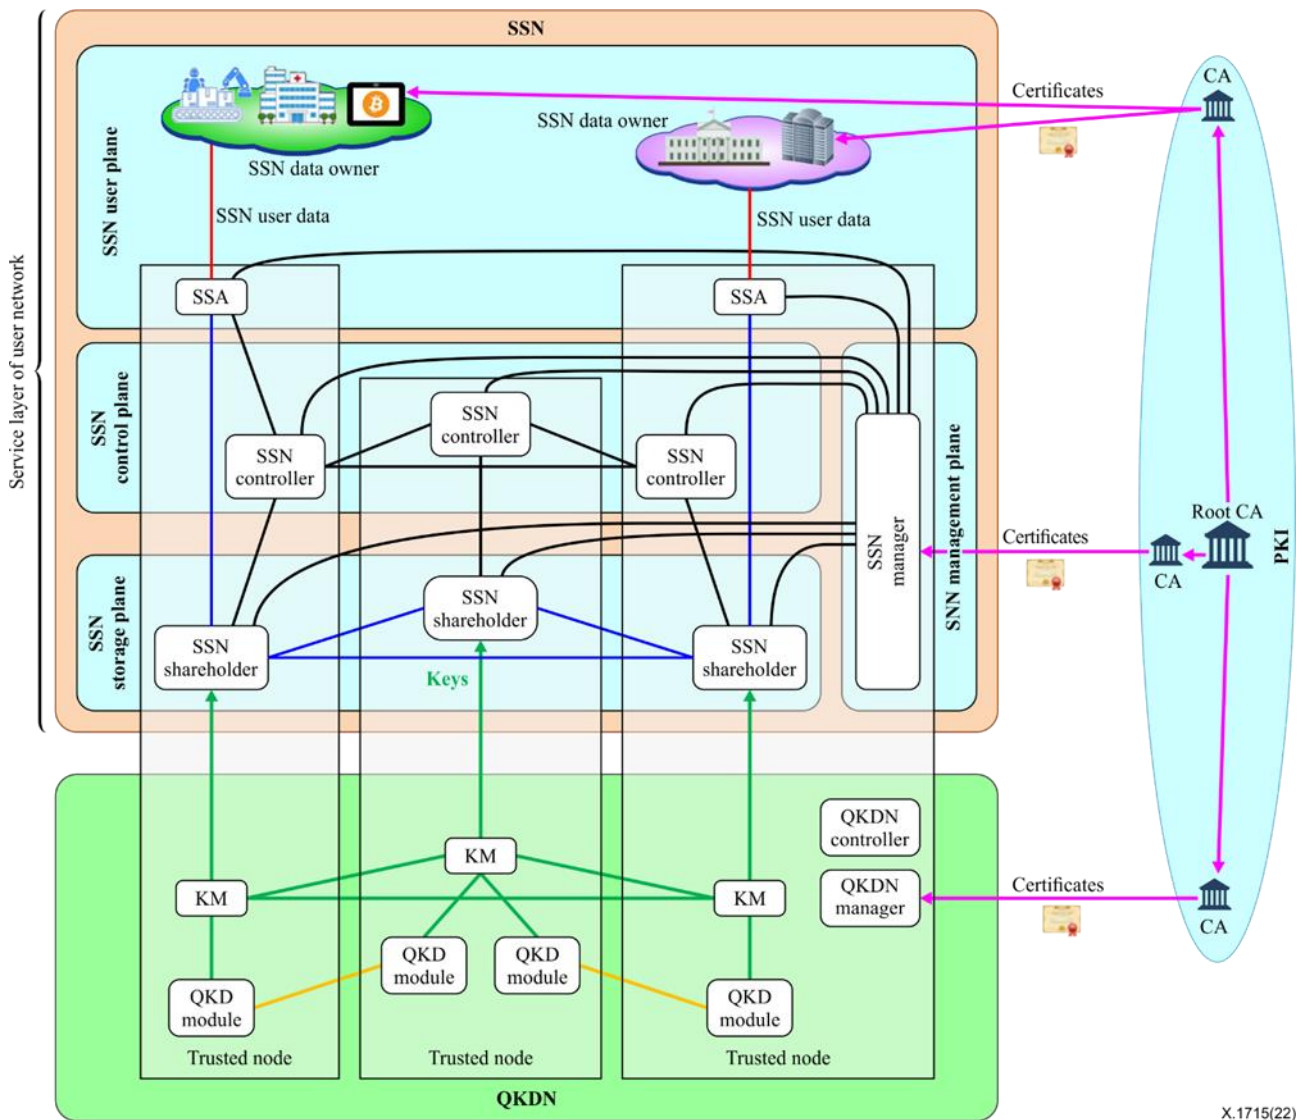 SSN
CA
Certificates
SSN data owner
SSN data owner
SSN user plane
SSN user data
SSN user data
Service layer of user network
SSA
SSA
SSN
control plane
SSN
controller
SSN
controller
SSN
controller
SSN
manager
SNN management plane
Root CA
Certificates
CA
PKI
SSN
storage plane
SSN
shareholder
SSN
shareholder
SSN
shareholder
Keys
QKDN
controller
KM
KM
KM
QKDN
manager
Certificates
CA
QKD
module
QKD
module
QKD
module
QKD
module
Trusted node
Trusted node
Trusted node
QKDN
X.1715(22)